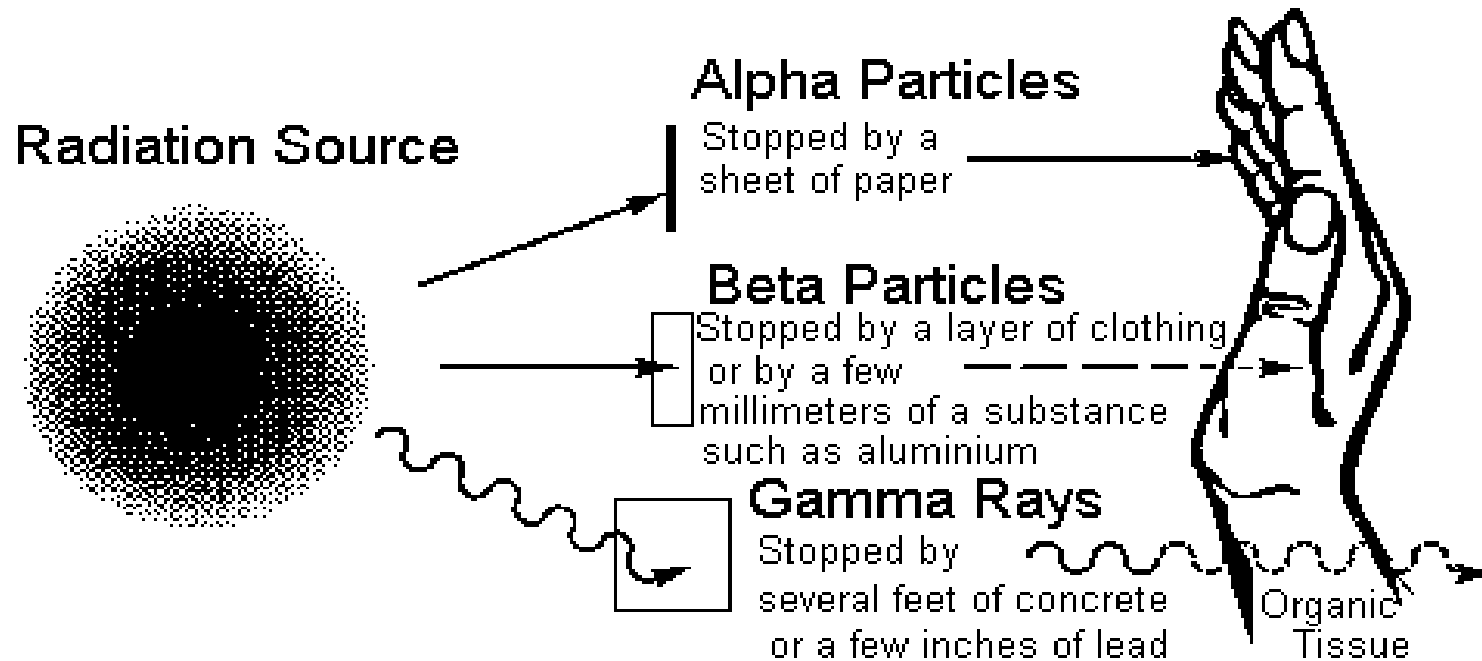 Radiation Source
Alpha Particles
Stopped by a
sheet of paper
Beta Particles
Stopped by a layer of clothing
or by a few
millimeters of a substance
such as aluminium
Gamma Rays
Stopped by
several feet of concrete
or a few inches of lead
Organic
Tissue